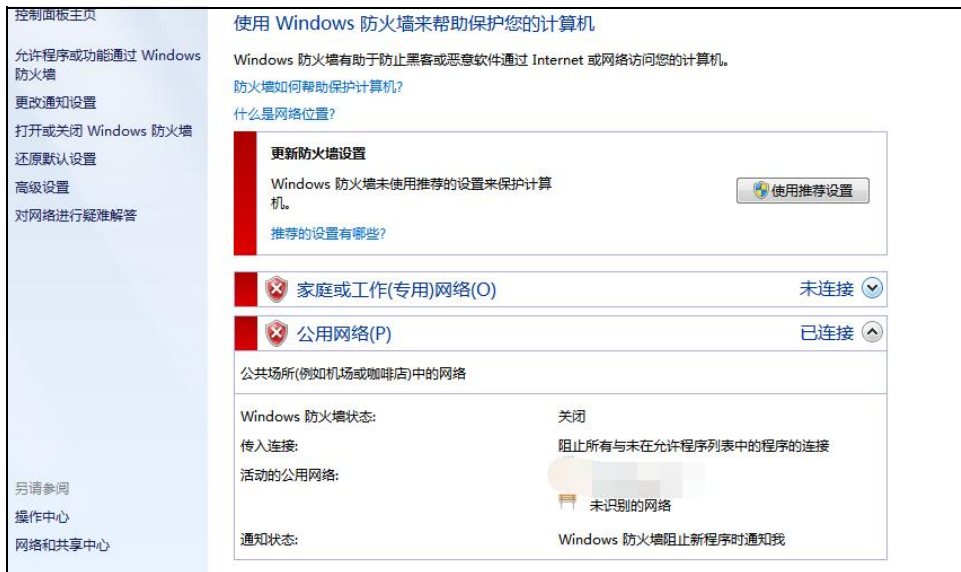 控制面板主页
允许程序或功能通过 Windows
防火墙
更改通知设置
打开或关闭 Windows 防火墙
还原默认设置
高级设置
对网络进行疑难解答
另请参阅
操作中心
网络和共享中心
使用 Windows 防火墙来帮助保护您的计算机
Windows 防火墙有助于防止黑客或恶意软件通过 Internet 或网络访问您的计算机。
防火墙如何帮助保护计算机?
什么是网络位置?
更新防火墙设置
Windows 防火墙未使用推荐的设置来保护计算
机。
使用推荐设置
推荐的设置有哪些?
家庭或工作(专用)网络(O) 未连接
公用网络(P) 已连接
公共场所(例如机场或咖啡店)中的网络
Windows 防火墙状态: 关闭
传入连接: 阻止所有与未在允许程序列表中的程序的连接
活动的公用网络:
未识别的网络
通知状态: Windows 防火墙阻止新程序时通知我